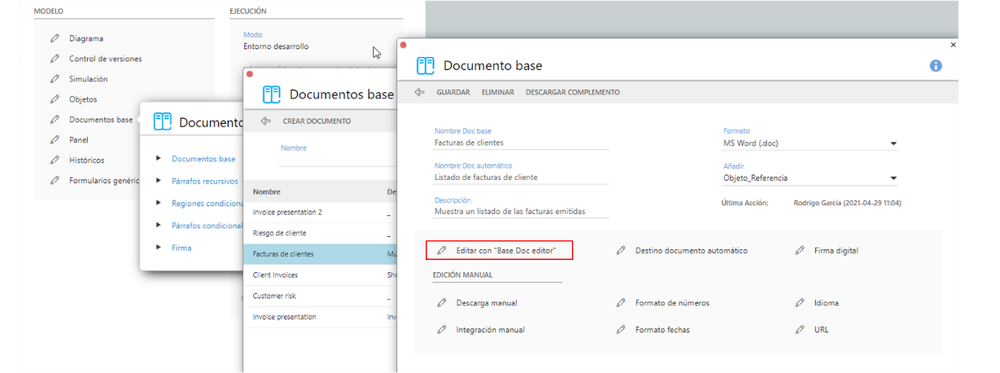 MODELO
EJECUCIÓN
Diagrama
Control de versiones
Simulación
Objetos
Documentos base
Panel
Históricos
Formularios genéric
Modo
Entorno desarrollo
Documento
Documentos base
Párrafos recursivos
Regiones condiciona
Párrafos condicional
Firma
Documentos base
CREAR DOCUMENTO
Nombre
Nombre De
Invoice presentation 2 _
Riesgo de cliente _
Facturas de clientes Mu
Client Invoices Sho
Customer risk _
Invoice presentation Inv
×
Documento base
GUARDAR ELIMINAR DESCARGAR COMPLEMENTO
Nombre Doc base
Facturas de clientes
Formato
MS Word (.doc)
Nombre Doc automático
Listado de facturas de cliente
Añadir
Objeto_Referencia
Descripción
Muestra un listado de las facturas emitidas
Última Acción: Rodrigo García (2021-04-29 11:04)
Editar con "Base Doc editor" Destino documento automático Firma digital
EDICIÓN MANUAL
Descarga manual Formato de números Idioma
Integración manual Formato fechas URL